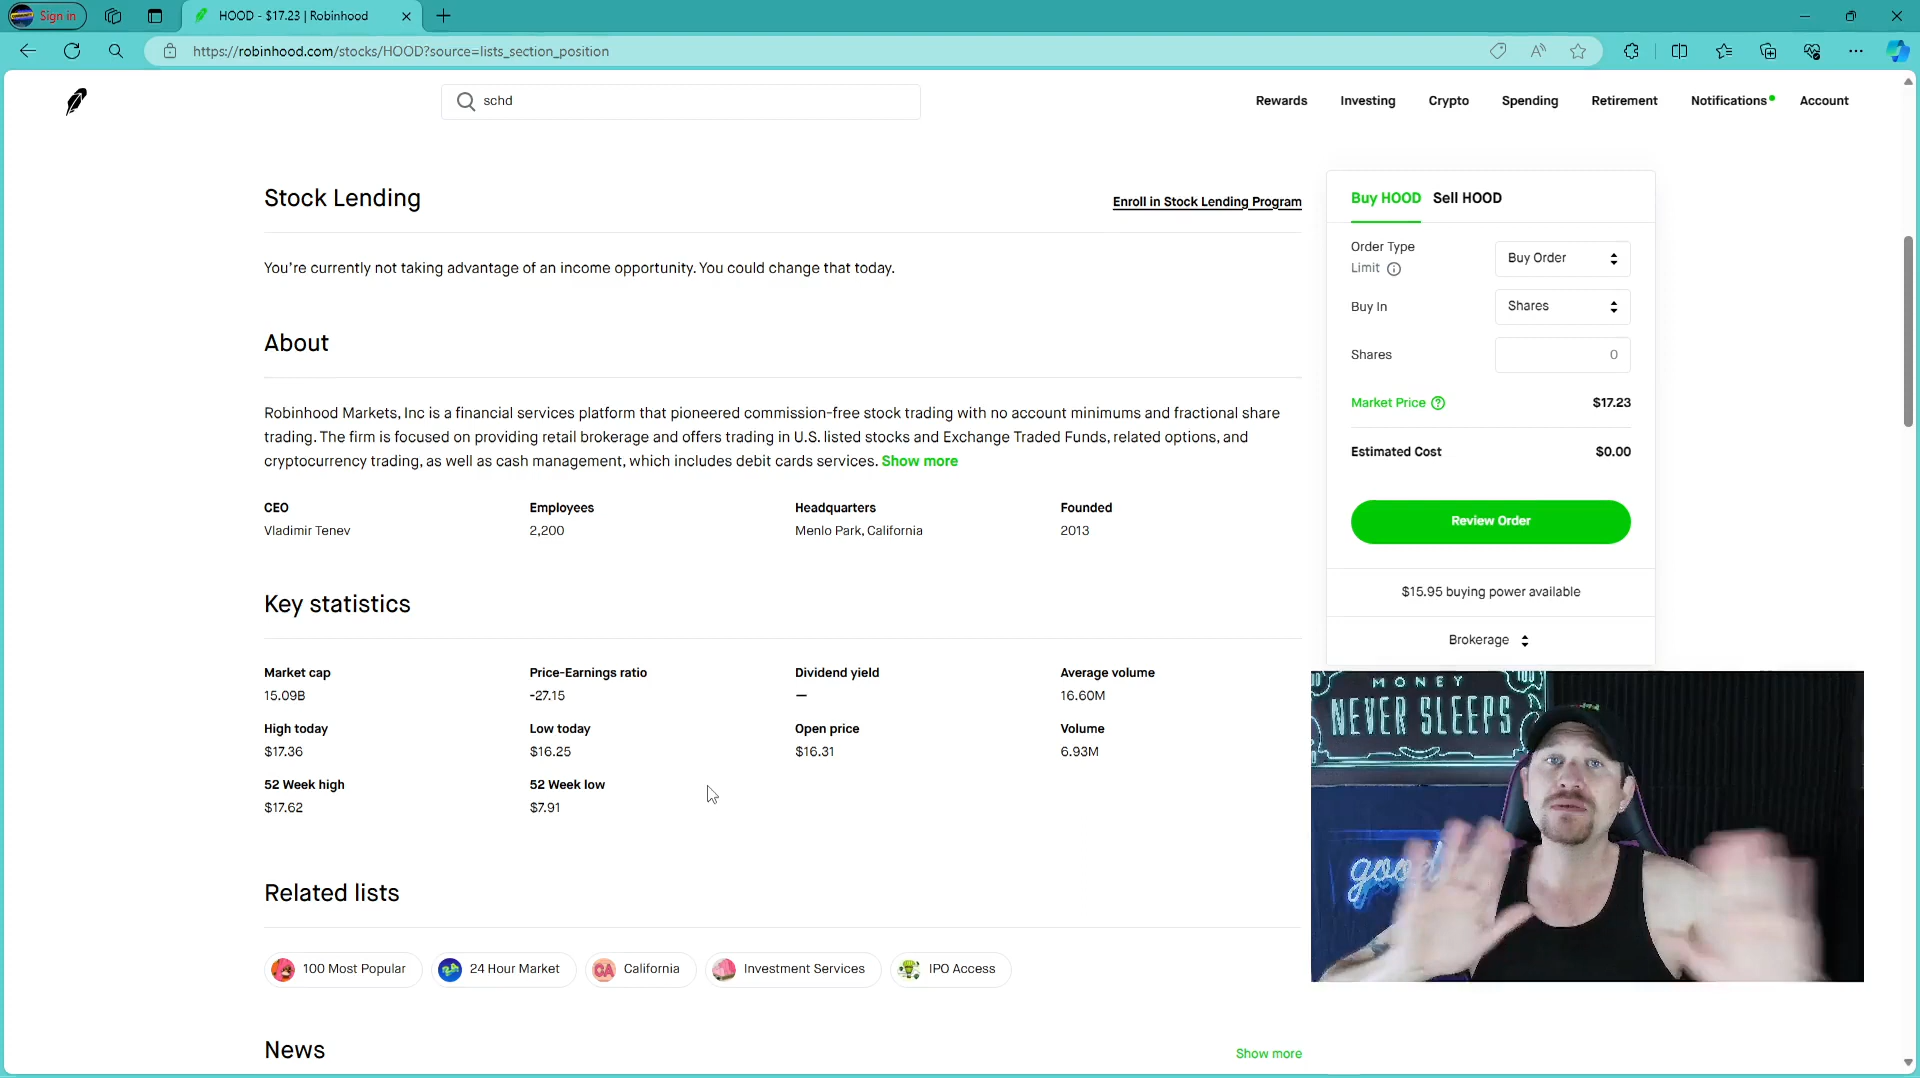 Sign in
HOOD - $17.23 | Robinhood
https://robinhood.com/stocks/HOOD?source=lists_section_position
schd
Rewards
Investing
Crypto
Spending
Retirement
Notifications
Account
Stock Lending
Enroll in Stock Lending Program
You're currently not taking advantage of an income opportunity. You could change that today.
About
Robinhood Markets, Inc is a financial services platform that pioneered commission-free stock trading with no account minimums and fractional share
trading. The firm is focused on providing retail brokerage and offers trading in U.S. listed stocks and Exchange Traded Funds, related options, and
cryptocurrency trading, as well as cash management, which includes debit cards services. Show more
CEO
Vladimir Tenev
Employees
2,200
Headquarters
Menlo Park, California
Founded
2013
Key statistics
Market cap
15.09B
Price-Earnings ratio
-27.15
Dividend yield
—
Average volume
16.60M
High today
$17.36
Low today
$16.25
Open price
$16.31
Volume
6.93M
52 Week high
$17.62
52 Week low
$7.91
Related lists
100 Most Popular
24 Hour Market
California
Investment Services
IPO Access
News
Show more
Buy HOOD
Sell HOOD
Order Type
Limit
Buy Order
Buy In
Shares
Shares
0
Market Price
$17.23
Estimated Cost
$0.00
Review Order
$15.95 buying power available
Brokerage
MONEY
NEVER SLEEPS
good